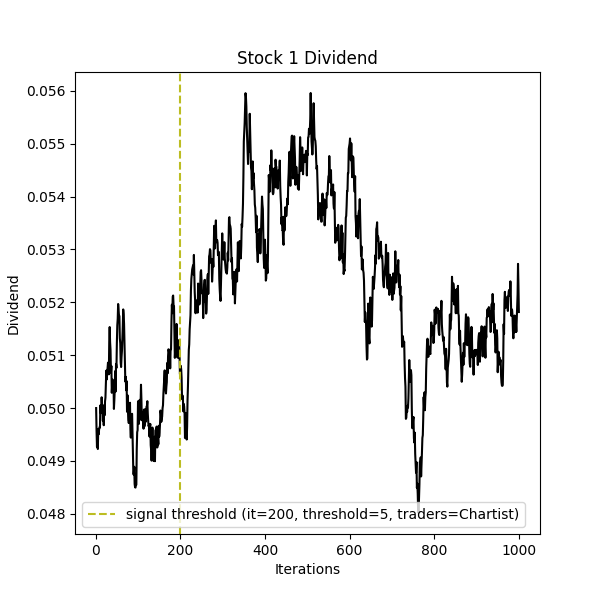 Stock 1 Dividend
0.056
0.055
0.054
0.053
0.052
0.051
0.050
0.049
0.048
Dividend
signal threshold (it=200, threshold=5, traders=Chartist)
0 200 400 600 800 1000
Iterations